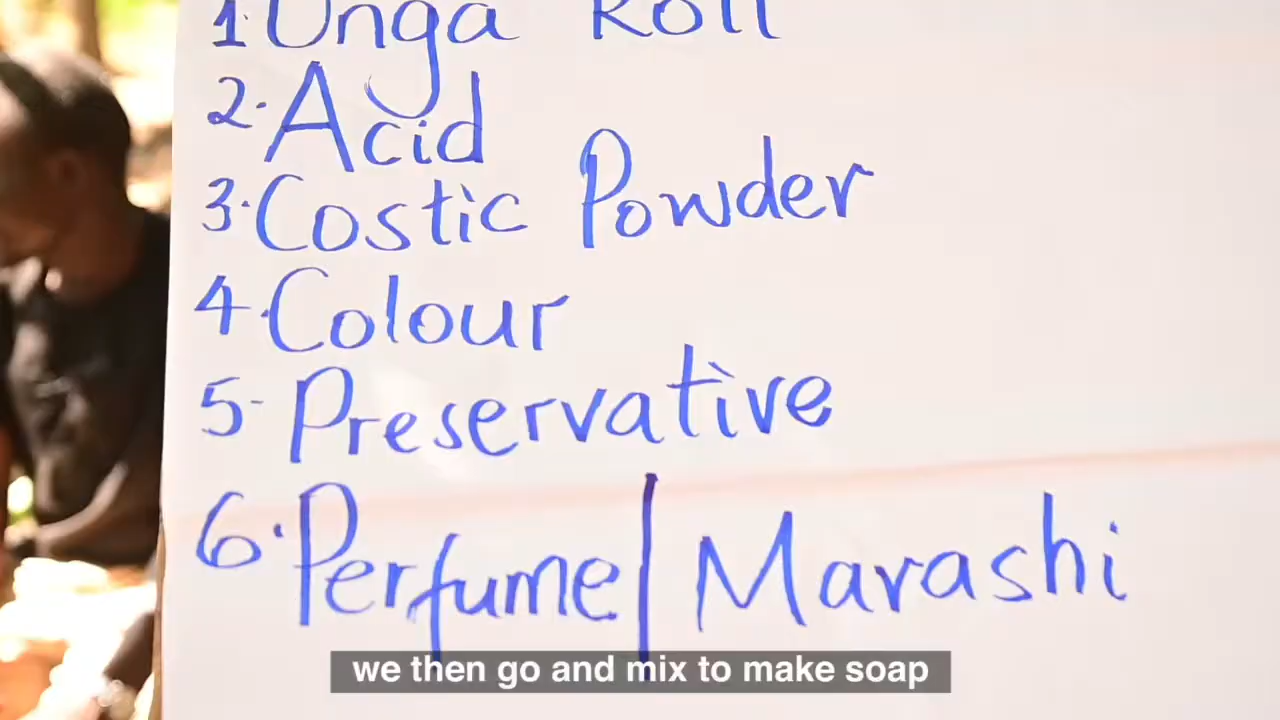 1. Unga Roll
2. Acid
3. Costic Powder
4. Colour
5- Preservative
6. Perfume/ Marashi
we then go and mix to make soap